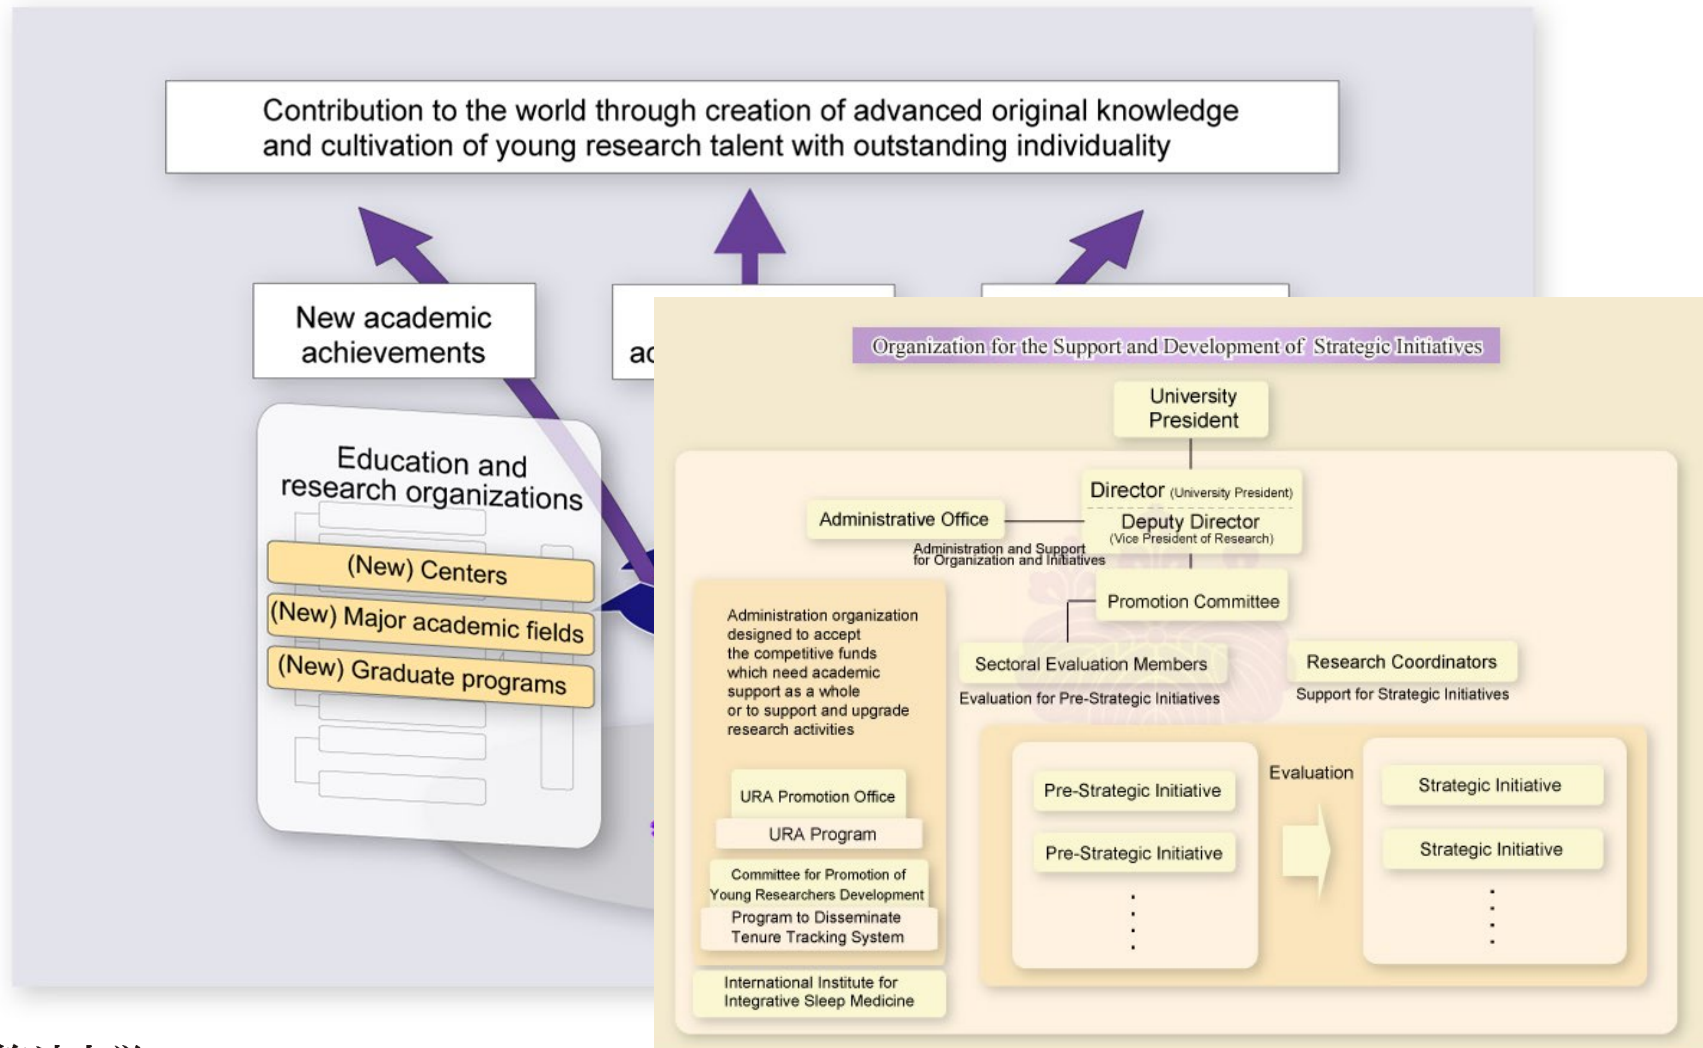 Contribution to the world through creation of advanced original knowledge
and cultivation of young research talent with outstanding individuality
New academic
achievements
Education and
research organizations
(New) Centers
(New) Major academic fields
(New) Graduate programs
Organization for the Support and Development of Strategic Initiatives
University
President
Director (University President)
Deputy Director
(Vice President of Research)
Administrative Office
Administration and Support
for Organization and Initiatives
Promotion Committee
Sectoral Evaluation Members
Evaluation for Pre-Strategic Initiatives
Research Coordinators
Support for Strategic Initiatives
Administration organization
designed to accept
the competitive funds
which need academic
support as a whole
or to support and upgrade
research activities
URA Promotion Office
URA Program
Committee for Promotion of
Young Researchers Development
Program to Disseminate
Tenure Tracking System
International Institute for
Integrative Sleep Medicine
Pre-Strategic Initiative
Pre-Strategic Initiative
Evaluation
Strategic Initiative
Strategic Initiative